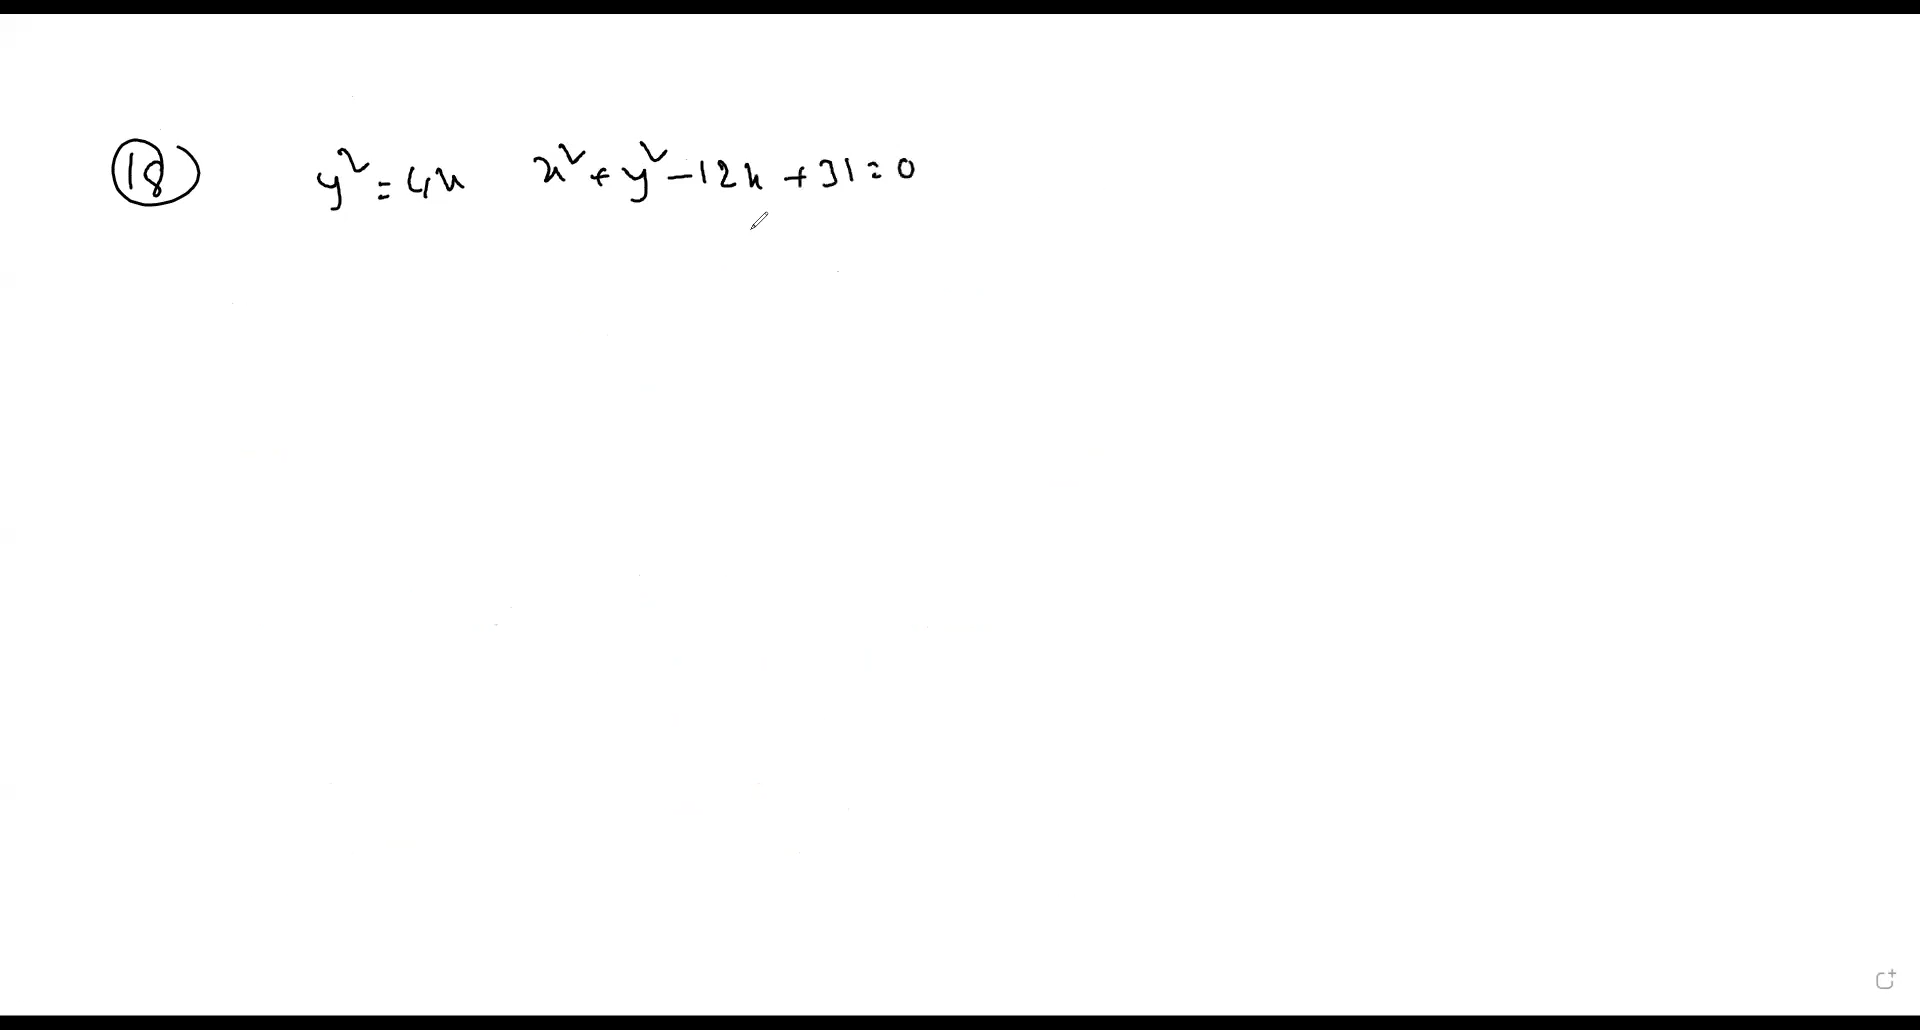 (18) y² = 4x x² + y² - 12x + 31 = 0